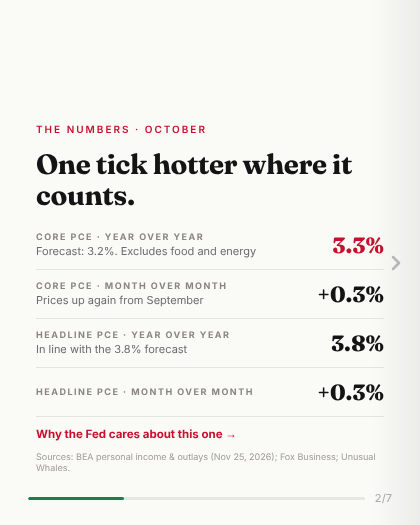 THE NUMBERS · OCTOBER
One tick hotter where it
counts.
CORE PCE · YEAR OVER YEAR
Forecast: 3.2%. Excludes food and energy
3.3%
CORE PCE · MONTH OVER MONTH
Prices up again from September
+0.3%
HEADLINE PCE · YEAR OVER YEAR
In line with the 3.8% forecast
3.8%
HEADLINE PCE · MONTH OVER MONTH
+0.3%
Why the Fed cares about this one →
Sources: BEA personal income & outlays (Nov 25, 2026); Fox Business; Unusual
Whales.
2/7